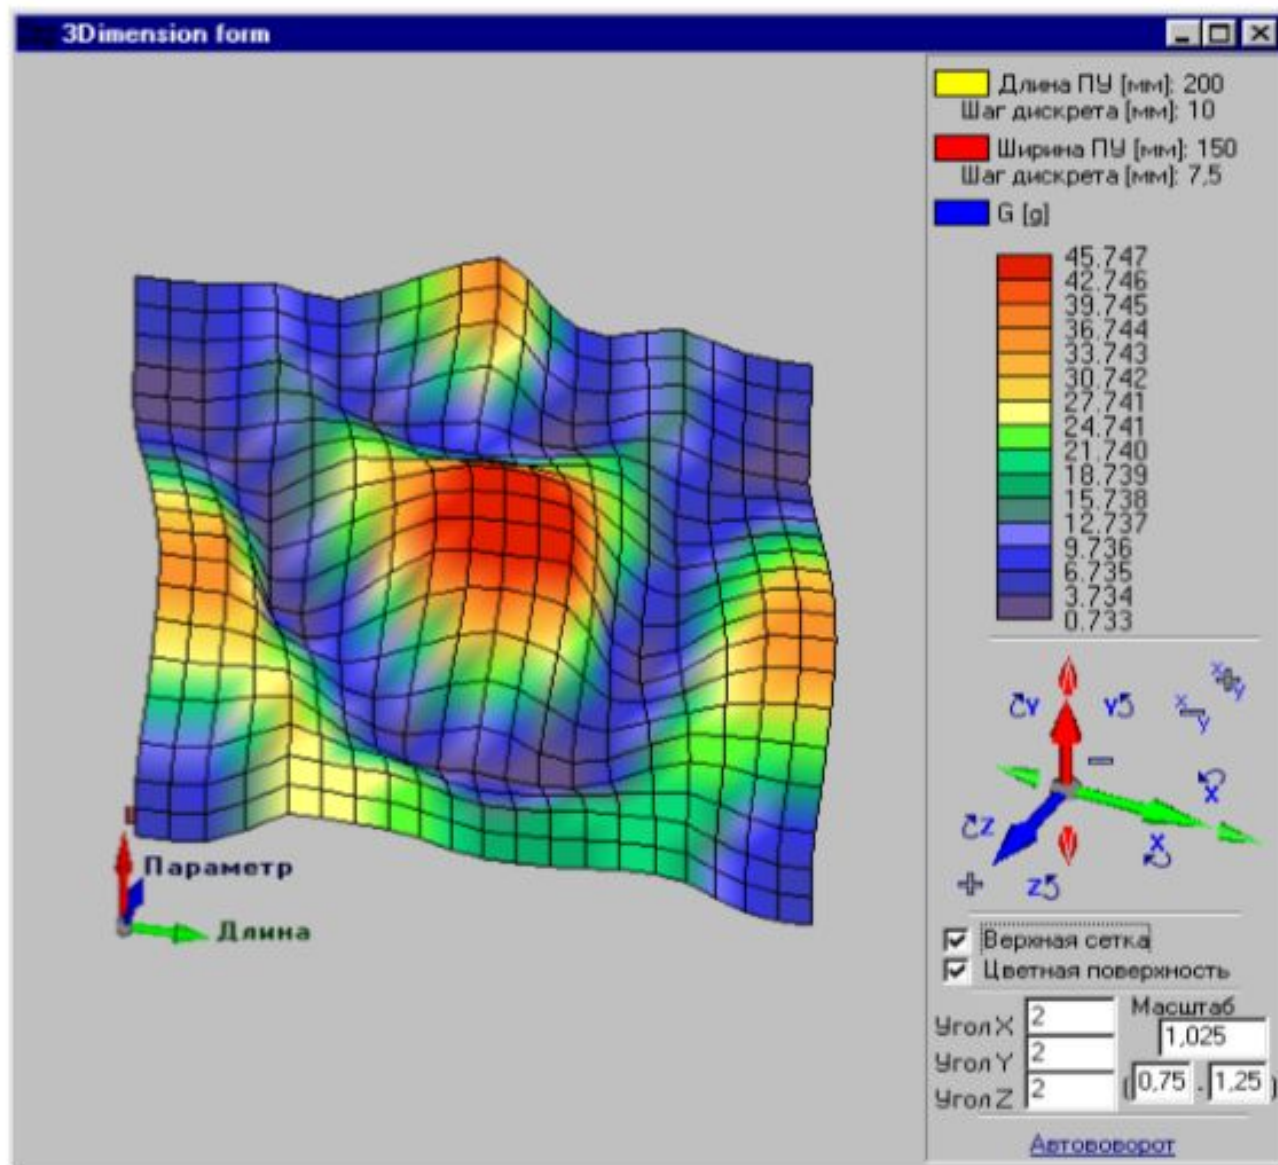 3Dimension form
Длина ПУ [мм]: 200
Шаг дискрета [мм]: 10
Ширина ПУ [мм]: 150
Шаг дискрета [мм]: 7,5
G [g]
45.747
42.746
39.745
36.744
33.743
30.742
27.741
24.741
21.740
18.739
15.738
12.737
9.736
6.735
3.734
0.733
Y Y
x y
x y
X
Z
X
Z
Параметр
Длина
Верхная сетка
Цветная поверхность
Угол X 2
Угол Y 2
Угол Z 2
Масштаб
1,025
(0,75 - 1,25)
Автововорот